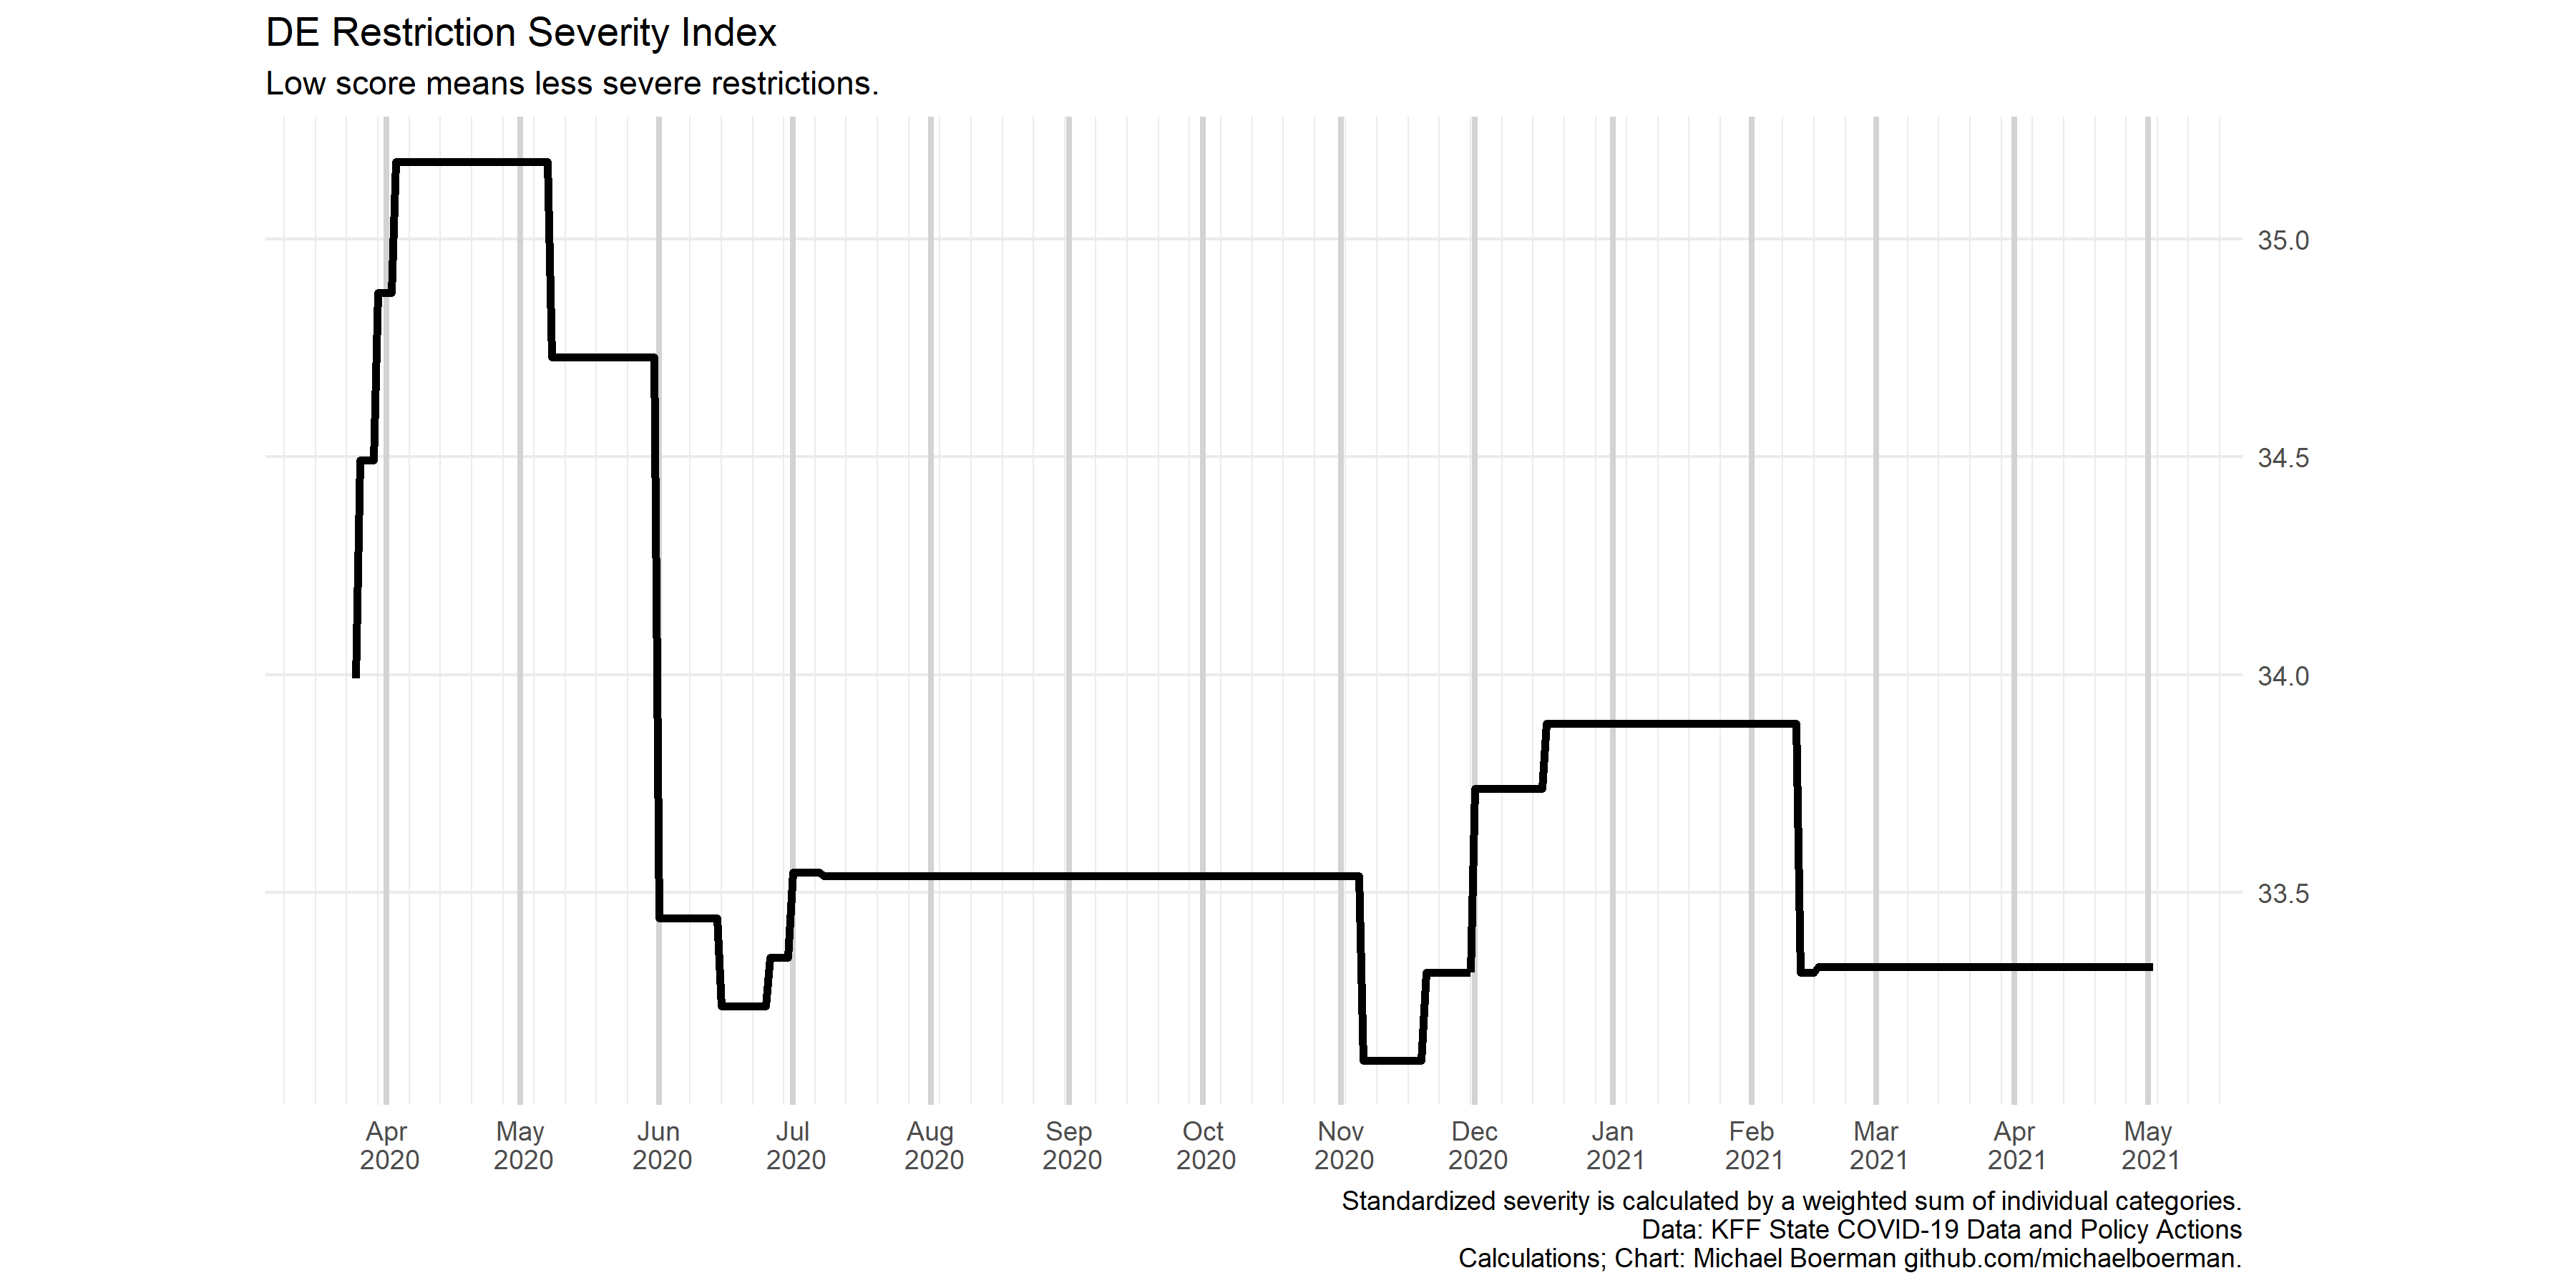 DE Restriction Severity Index
Low score means less severe restrictions.
35.0
34.5
34.0
33.5
Apr May Jun Jul Aug Sep Oct Nov Dec Jan Feb Mar Apr May
2020 2020 2020 2020 2020 2020 2020 2020 2020 2021 2021 2021 2021 2021
Standardized severity is calculated by a weighted sum of individual categories.
Data: KFF State COVID-19 Data and Policy Actions
Calculations; Chart: Michael Boerman github.com/michaelboerman.